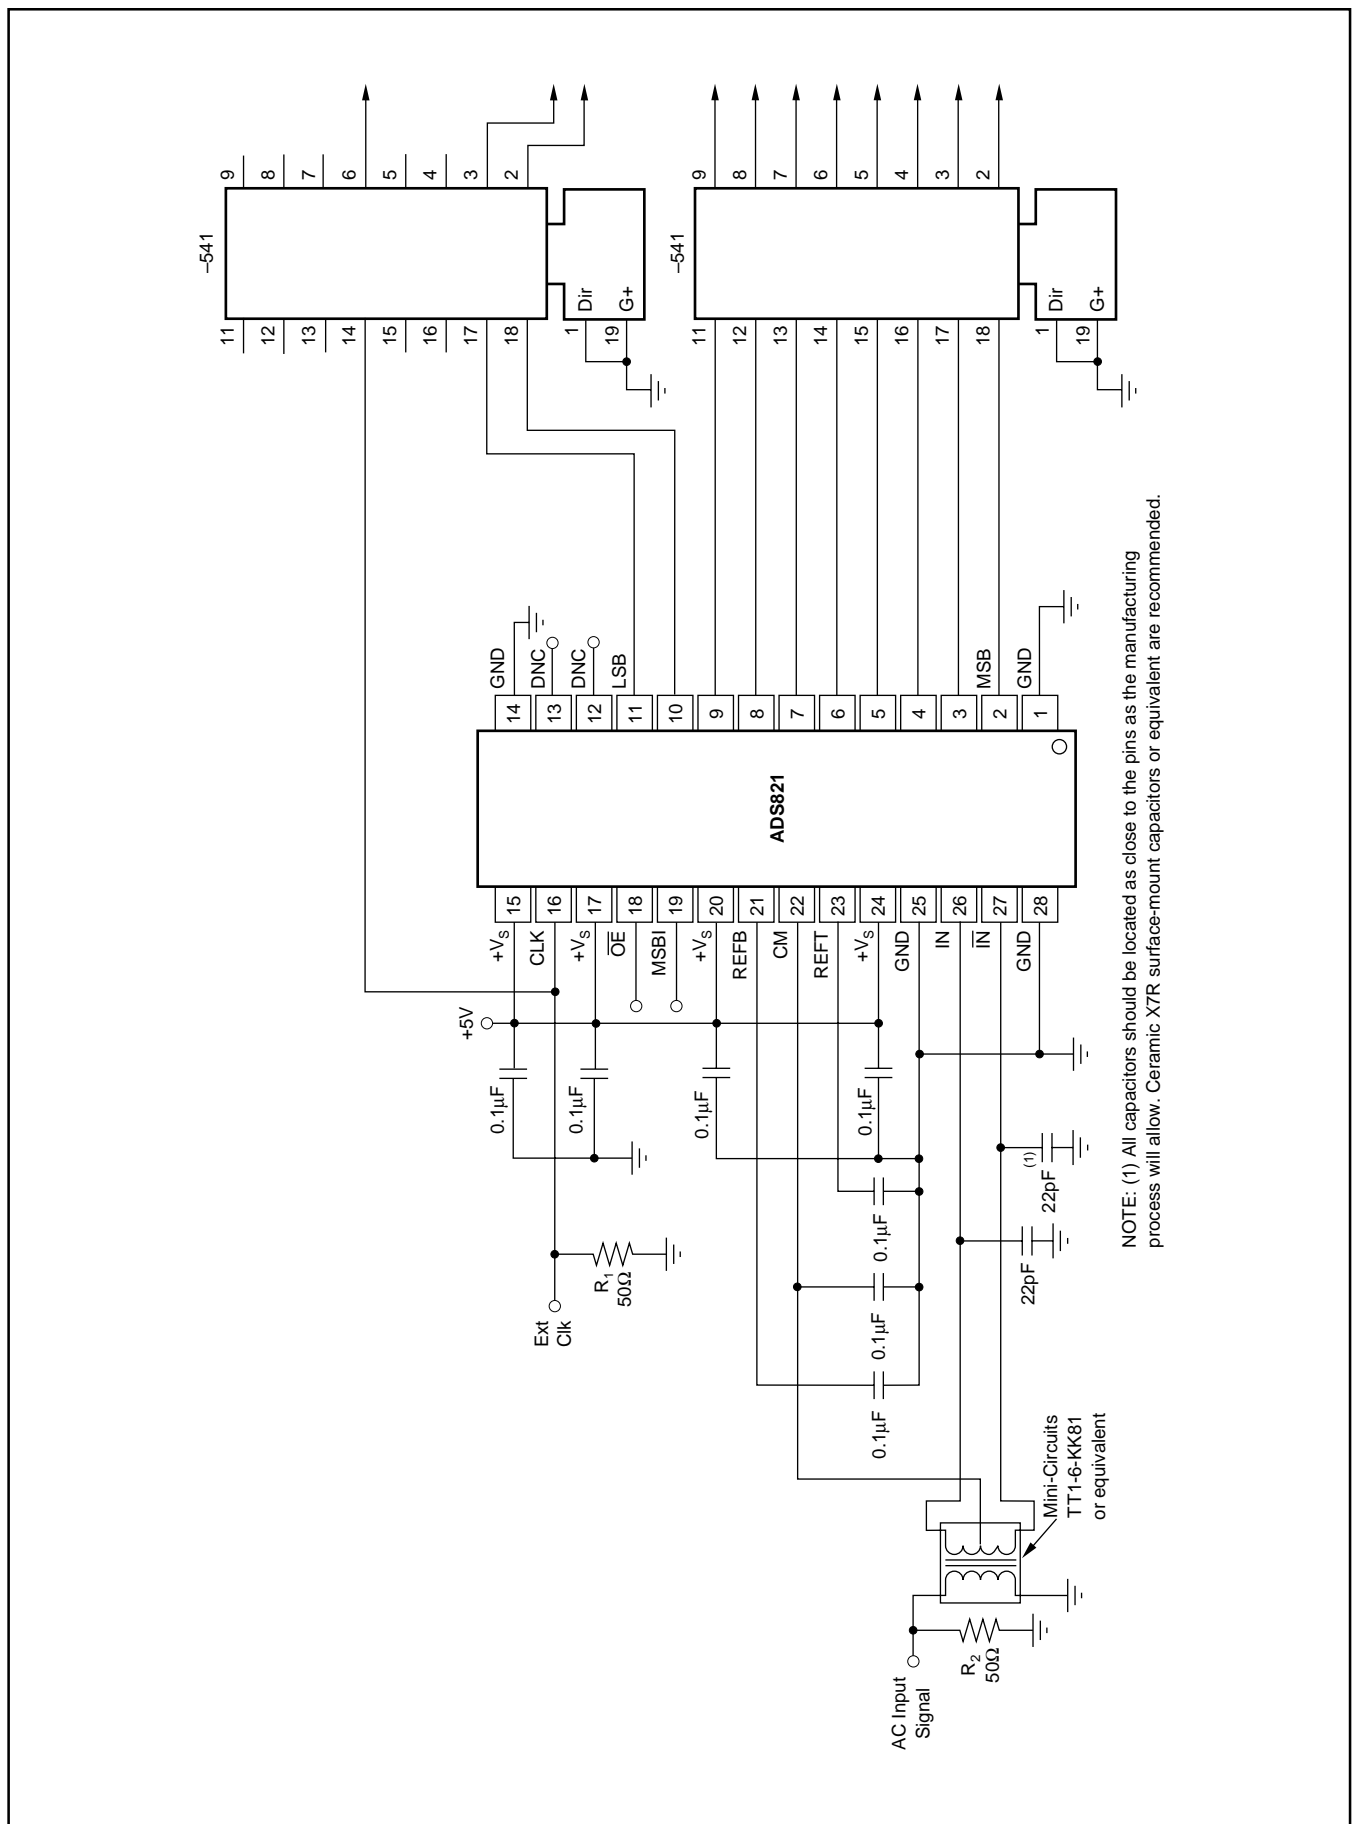 –541
11
12
13
14
15
16
17
18
9
8
7
6
5
4
3
2
1
Dir
19
G+
–541
11
12
13
14
15
16
17
18
9
8
7
6
5
4
3
2
1
Dir
19
G+
GND
DNC
DNC
LSB
MSB
GND
14
13
12
11
10
9
8
7
6
5
4
3
2
1
ADS821
15
16
17
18
19
20
21
22
23
24
25
26
27
28
+VS
CLK
+VS
O̅E̅
MSBI
+VS
REFB
CM
REFT
+VS
GND
IN
I̅N̅
GND
+5V
0.1µF
0.1µF
0.1µF
0.1µF
Ext
Clk
R1
50Ω
0.1µF
0.1µF
0.1µF
22pF
(1)
22pF
Mini-Circuits
TT1-6-KK81
or equivalent
R2
50Ω
AC Input
Signal
NOTE: (1) All capacitors should be located as close to the pins as the manufacturing
process will allow. Ceramic X7R surface-mount capacitors or equivalent are recommended.